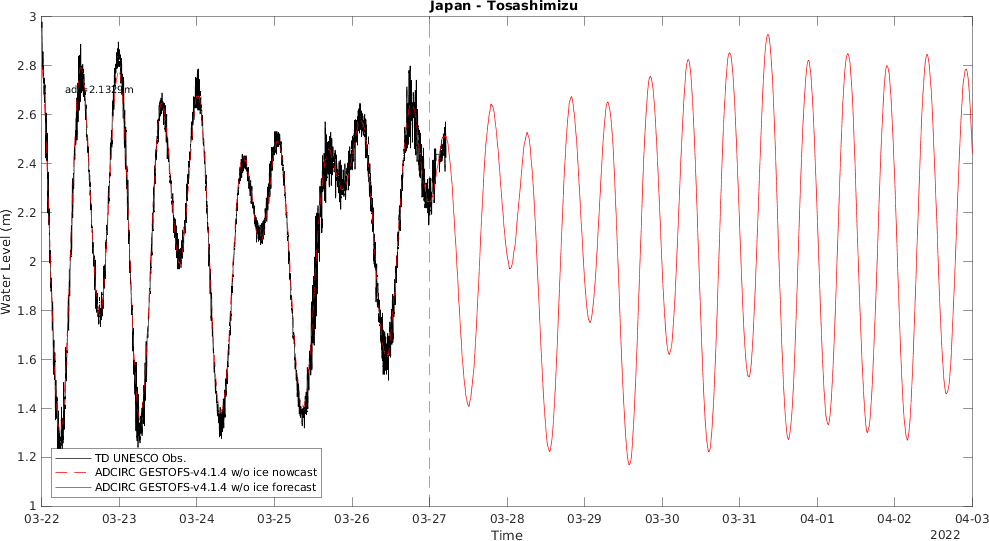 Japan - Tosashimizu
Water Level (m)
3
2.8
2.6
2.4
2.2
2
1.8
1.6
1.4
1.2
1
2.1329m
TD UNESCO Obs.
ADCIRC GESTOFS-v4.1.4 w/o ice nowcast
ADCIRC GESTOFS-v4.1.4 w/o ice forecast
03-22 03-23 03-24 03-25 03-26 03-27 03-28 03-29 03-30 03-31 04-01 04-02 04-03
Time
2022